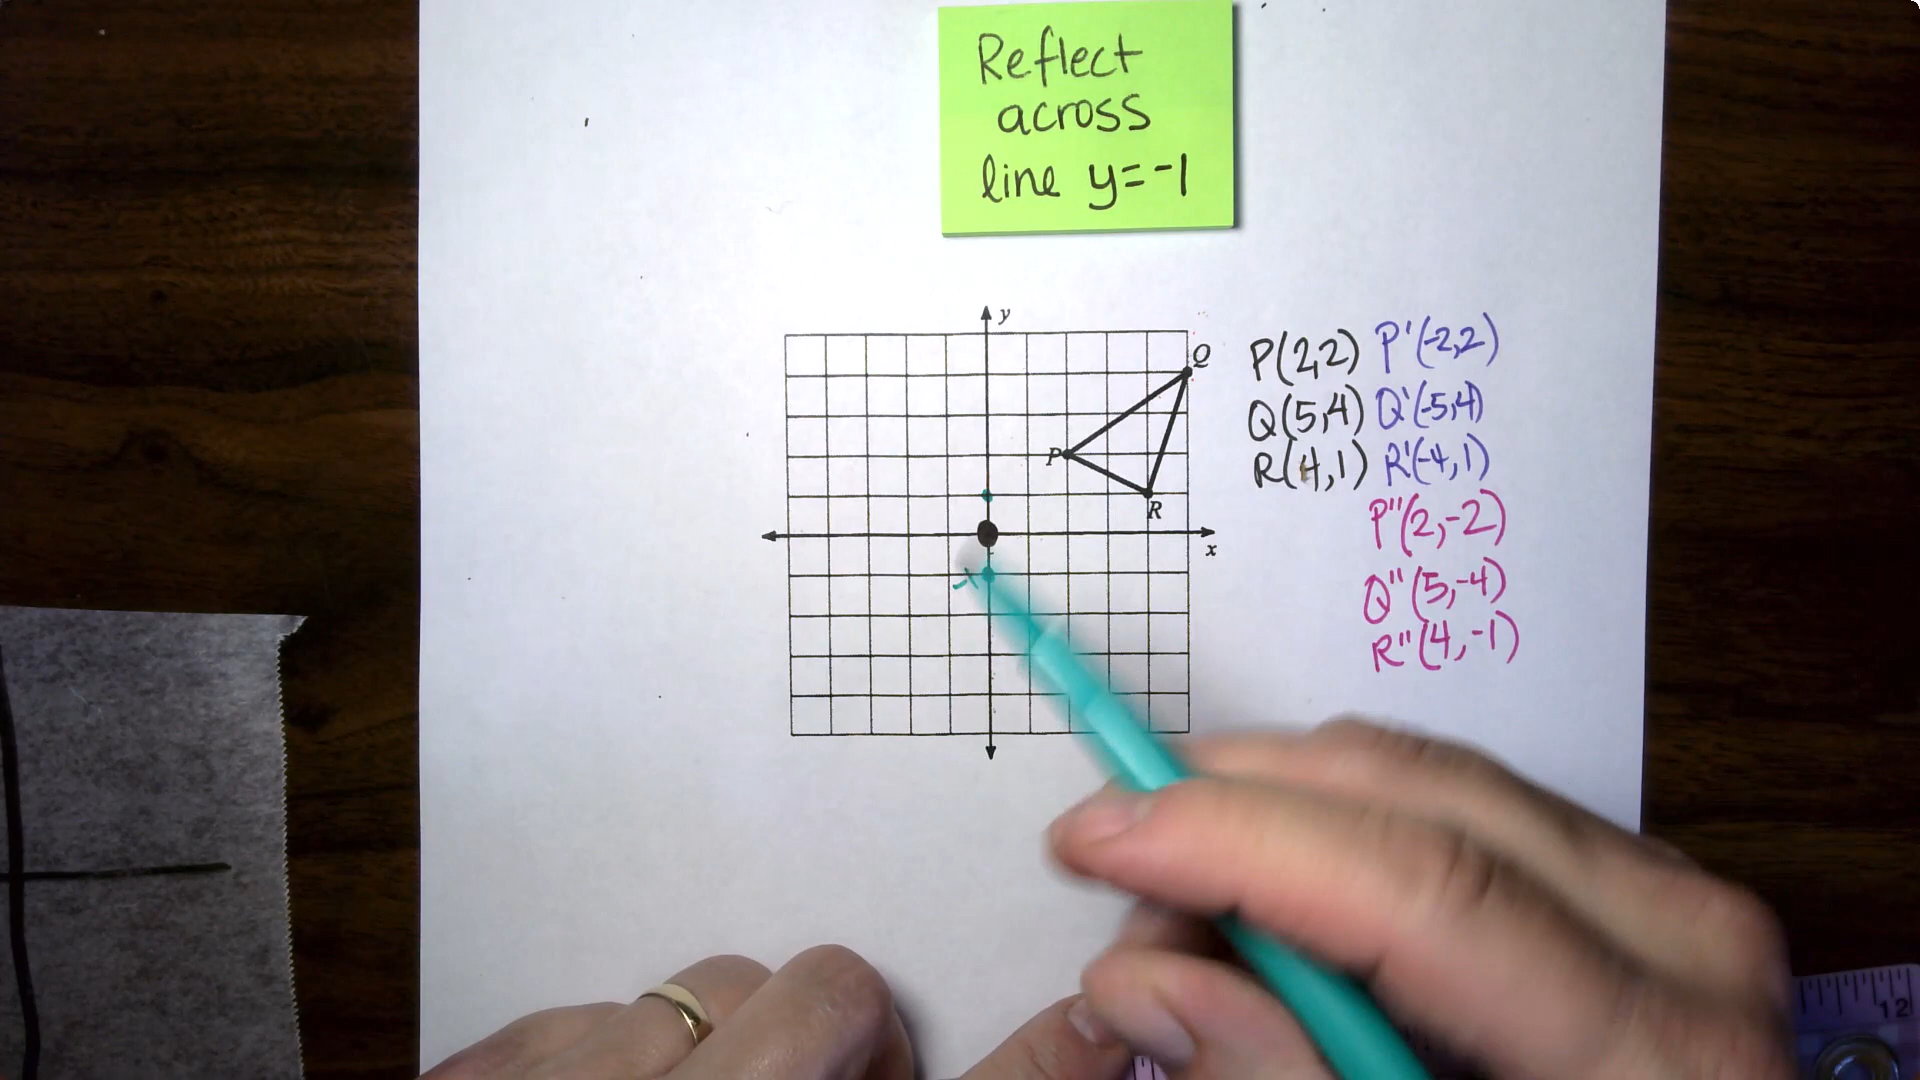 Reflect
across
line y=-1
y
Q
P
R
x
-1
P(2,2) P'(-2,2)
Q(5,4) Q'(-5,4)
R(4,1) R'(-4,1)
P"(2,-2)
Q"(5,-4)
R"(4,-1)
12